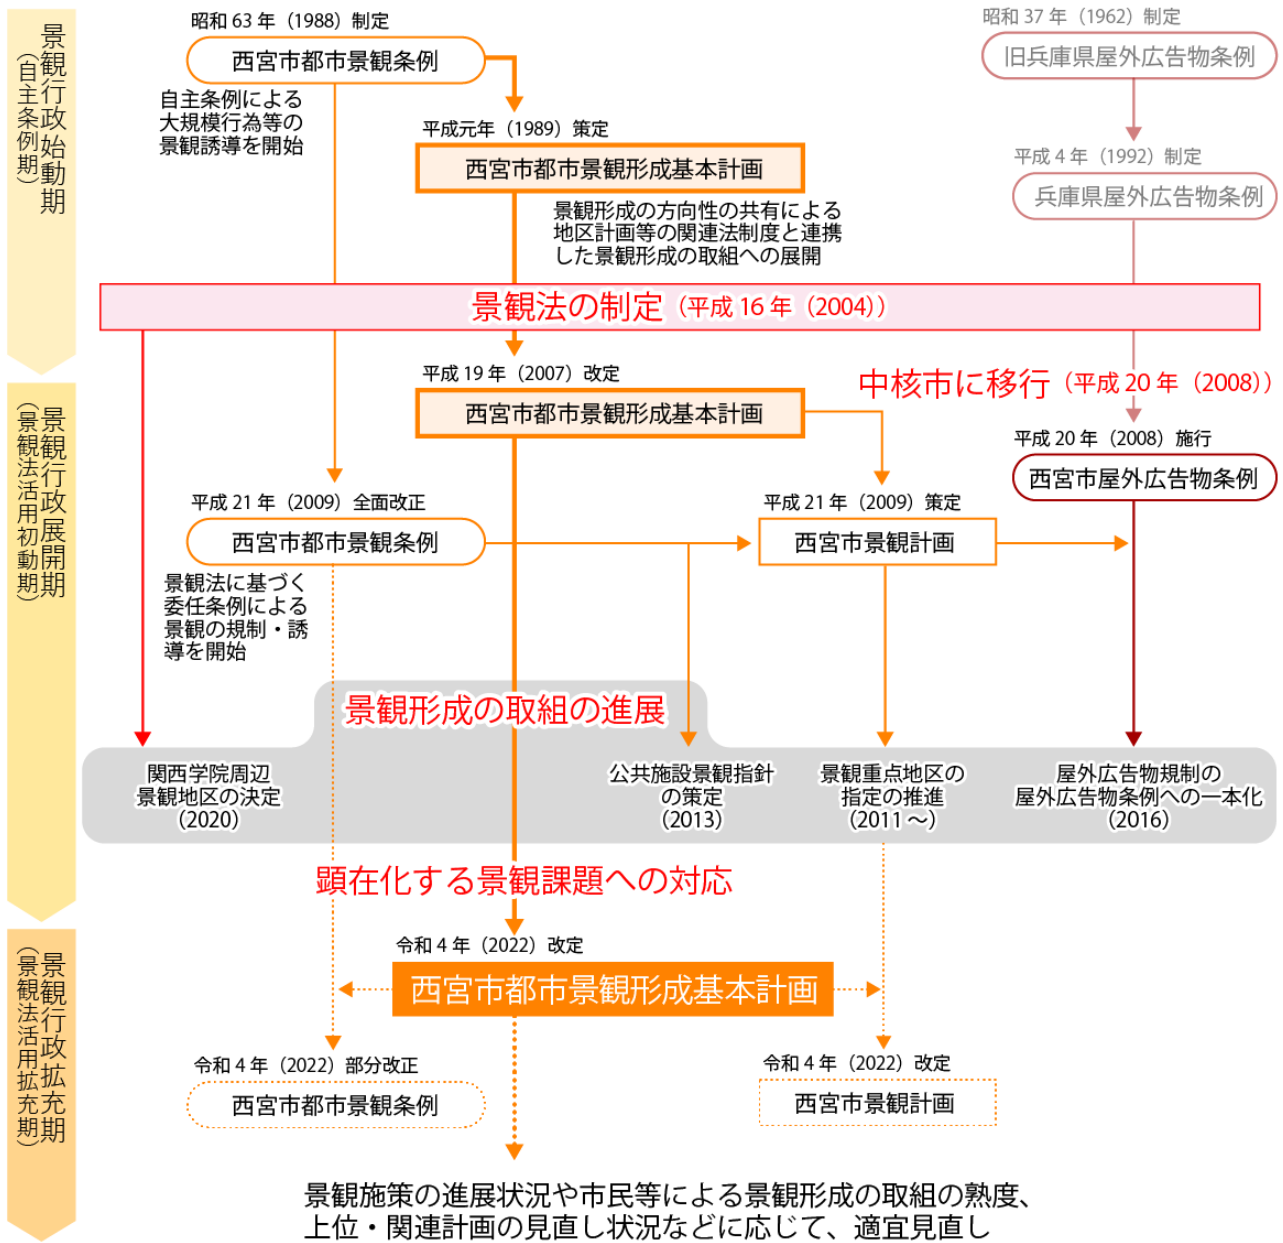 景観行政始動期
（自主条例期）
昭和 63 年（1988）制定
西宮市都市景観条例
自主条例による
大規模行為等の
景観誘導を開始
平成元年（1989）策定
西宮市都市景観形成基本計画
景観形成の方向性の共有による
地区計画等の関連法制度と連携
した景観形成の取組への展開
昭和 37 年（1962）制定
旧兵庫県屋外広告物条例
平成 4 年（1992）制定
兵庫県屋外広告物条例
景観法の制定（平成 16 年（2004））
景観行政展開期
（景観法活用初動期）
平成 19 年（2007）改定
西宮市都市景観形成基本計画
中核市に移行（平成 20 年（2008））
平成 20 年（2008）施行
西宮市屋外広告物条例
平成 21 年（2009）全面改正
西宮市都市景観条例
景観法に基づく
委任条例による
景観の規制・誘
導を開始
平成 21 年（2009）策定
西宮市景観計画
景観形成の取組の進展
関西学院周辺
景観地区の決定
（2020）
公共施設景観指針
の策定
（2013）
景観重点地区の
指定の推進
（2011 ～）
屋外広告物規制の
屋外広告物条例への一本化
（2016）
顕在化する景観課題への対応
景観行政拡充期
（景観法活用拡充期）
令和 4 年（2022）改定
西宮市都市景観形成基本計画
令和 4 年（2022）部分改正
西宮市都市景観条例
令和 4 年（2022）改定
西宮市景観計画
景観施策の進展状況や市民等による景観形成の取組の熟度、
上位・関連計画の見直し状況などに応じて、適宜見直し